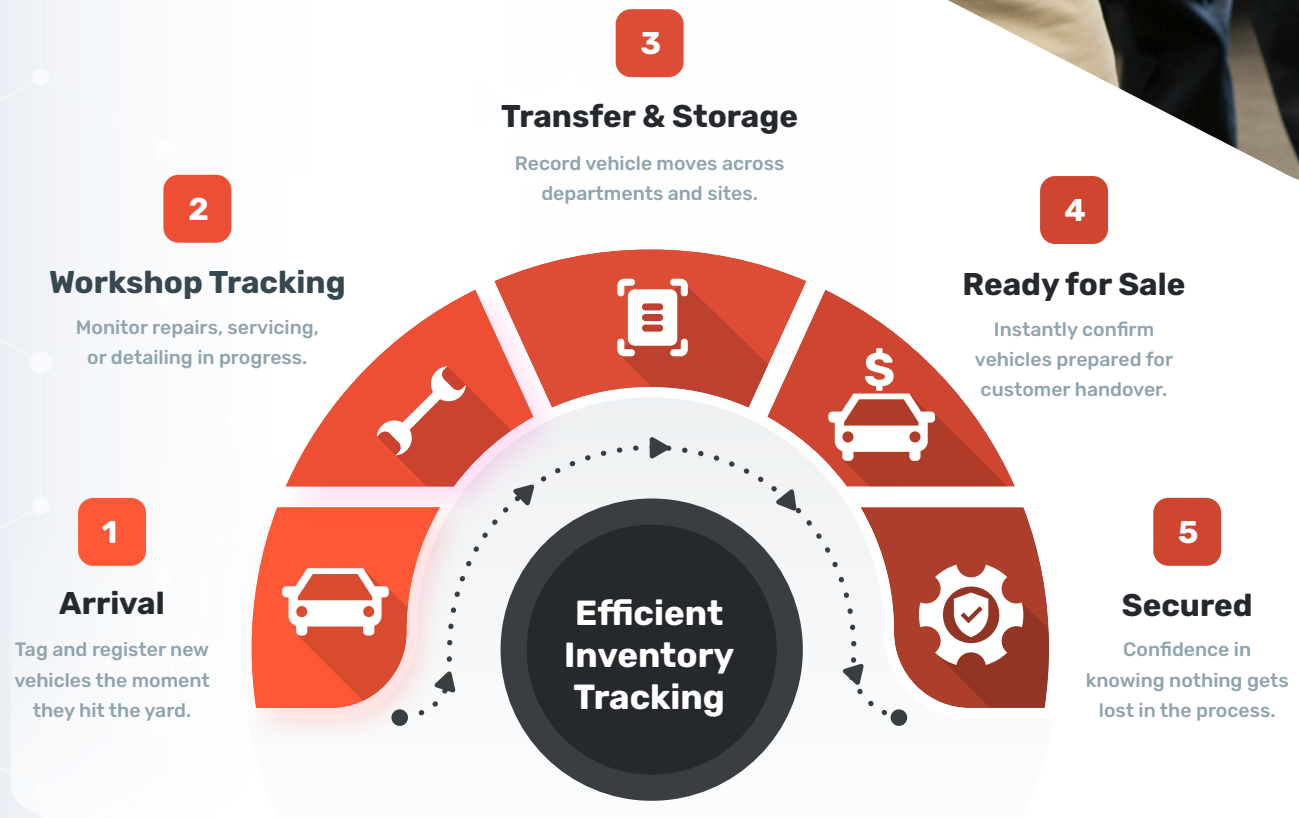 1
Arrival
Tag and register new
vehicles the moment
they hit the yard.
2
Workshop Tracking
Monitor repairs, servicing,
or detailing in progress.
3
Transfer & Storage
Record vehicle moves across
departments and sites.
4
Ready for Sale
Instantly confirm
vehicles prepared for
customer handover.
$
5
Secured
Confidence in
knowing nothing gets
lost in the process.
Efficient
Inventory
Tracking